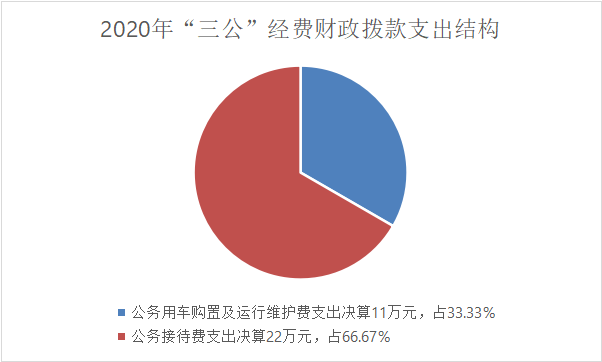 2020年“三公”经费财政拨款支出结构
公务用车购置及运行维护费支出决算11万元，占33.33%
公务接待费支出决算22万元，占66.67%